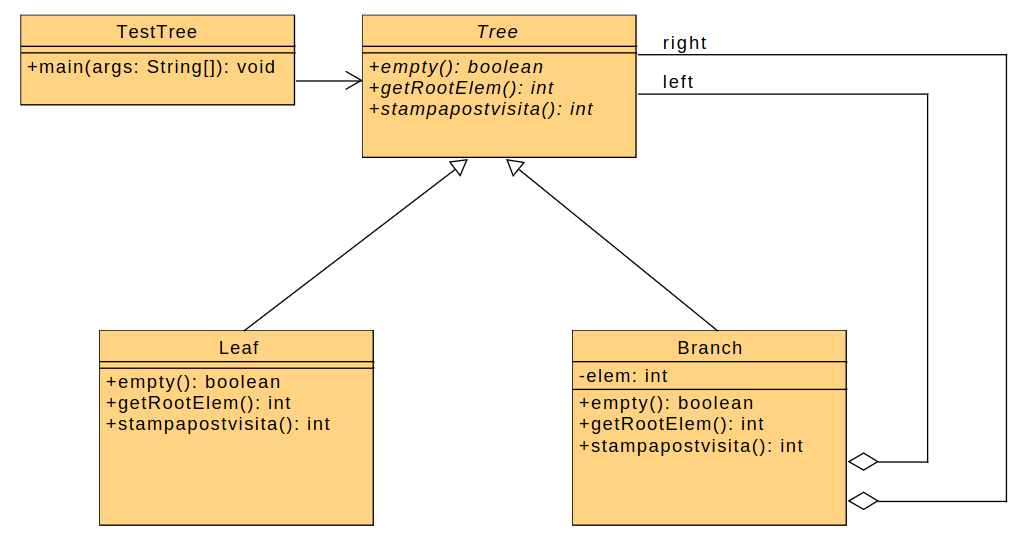 TestTree
+main(args: String[]): void
Tree
+empty(): boolean
+getRootElem(): int
+stampapostvisita(): int
right
left
Leaf
+empty(): boolean
+getRootElem(): int
+stampapostvisita(): int
Branch
-elem: int
+empty(): boolean
+getRootElem(): int
+stampapostvisita(): int